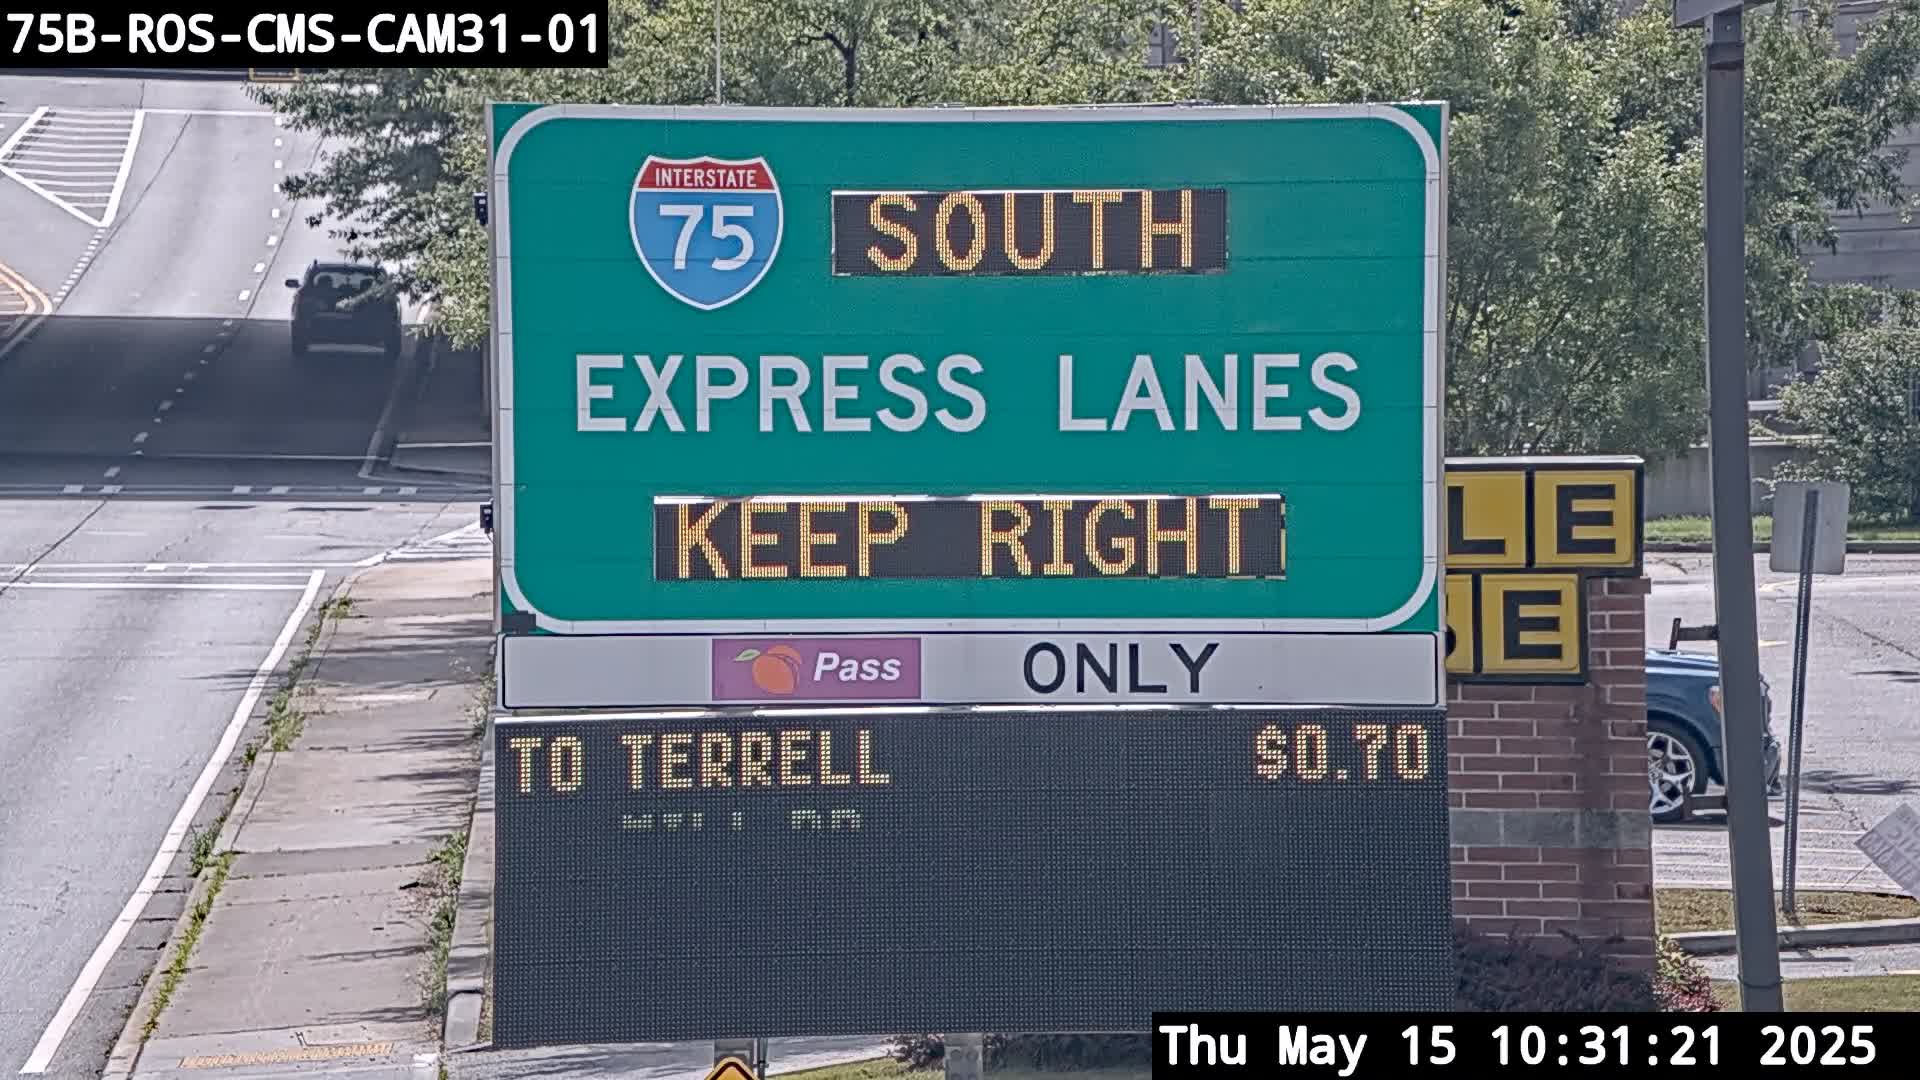 75B-ROS-CMS-CAM31-01
INTERSTATE
75
SOUTH
EXPRESS LANES
KEEP RIGHT
Pass ONLY
TO TERRELL $0.70
LE
E
Thu May 15 10:31:21 2025